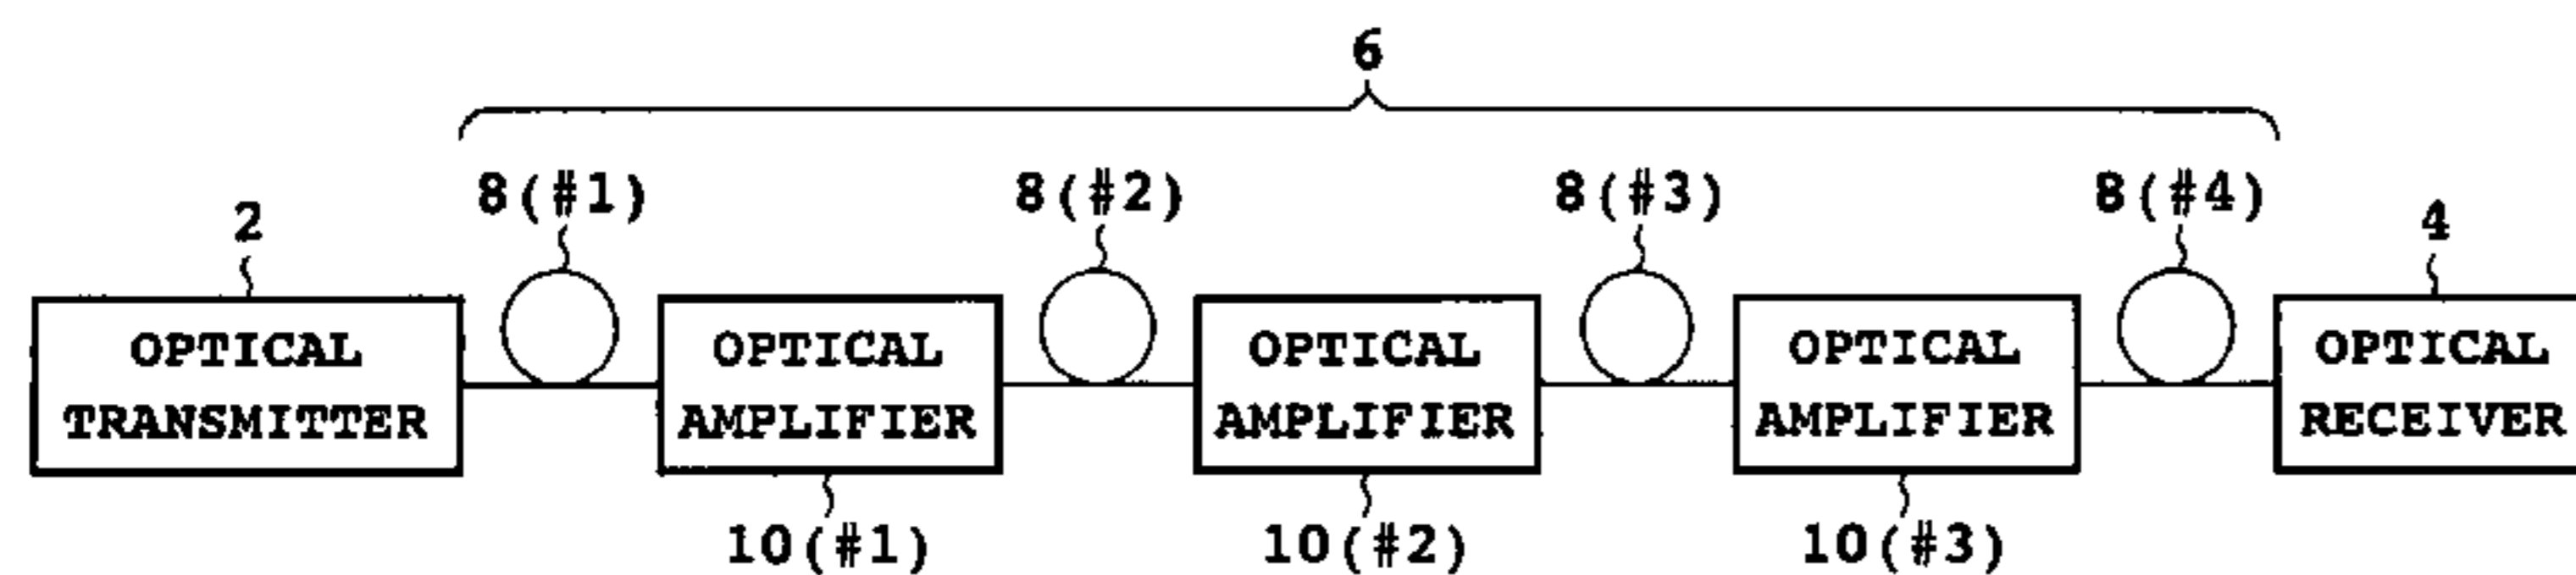 6
8(#1) 8(#2) 8(#3) 8(#4)
2 4
OPTICAL TRANSMITTER
OPTICAL AMPLIFIER
OPTICAL AMPLIFIER
OPTICAL AMPLIFIER
OPTICAL RECEIVER
10(#1) 10(#2) 10(#3)